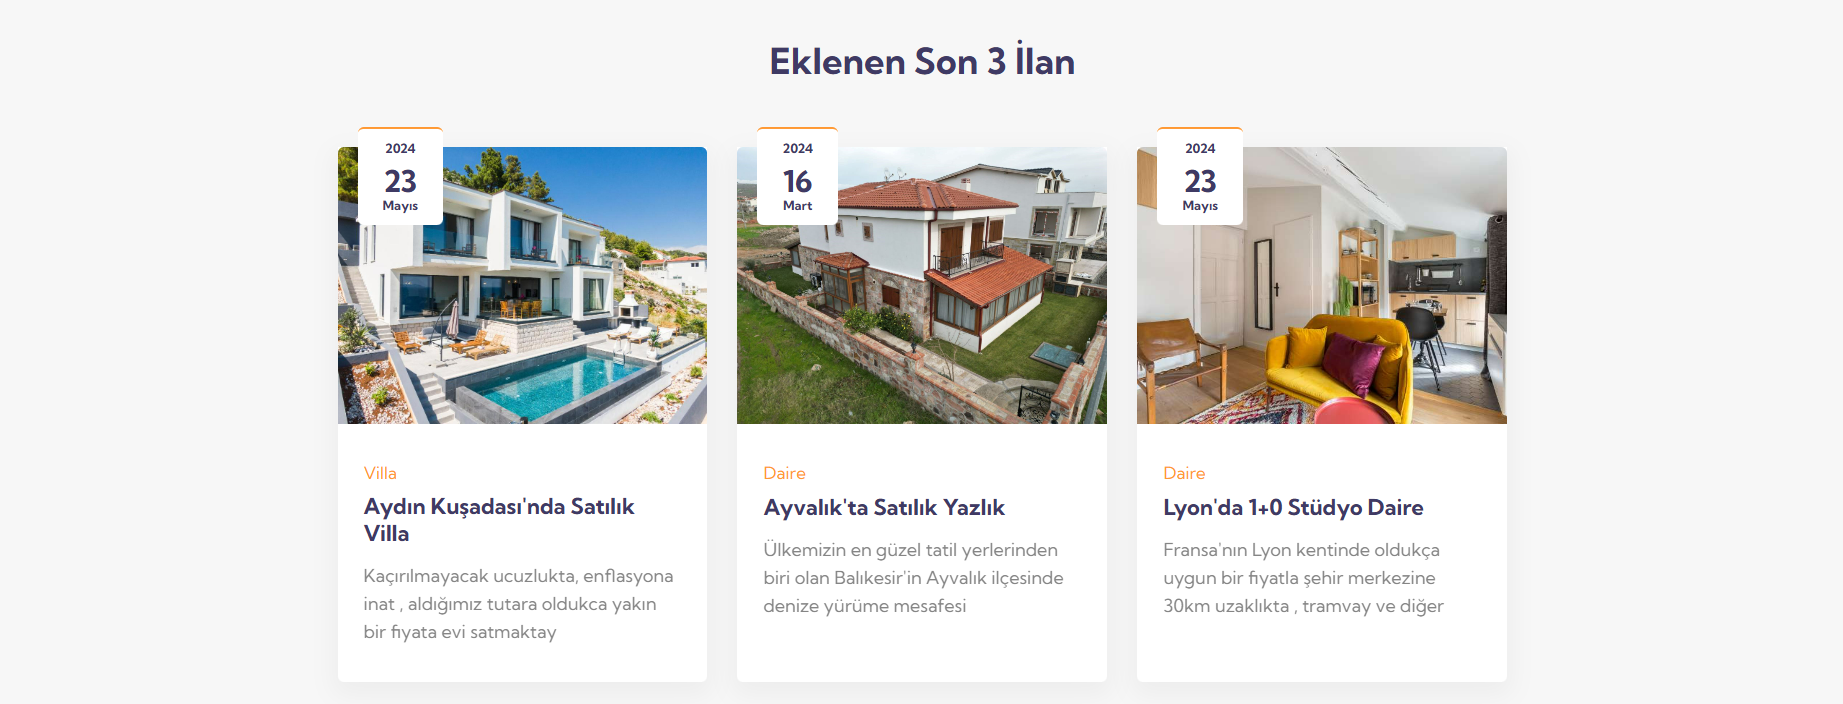 Eklenen Son 3 İlan
2024
23
Mayıs
Villa
Aydın Kuşadası'nda Satılık
Villa
Kaçırılmayacak ucuzlukta, enflasyona
inat , aldığımız tutara oldukca yakın
bir fiyata evi satmaktay
2024
16
Mart
Daire
Ayvalık'ta Satılık Yazlık
Ülkemizin en güzel tatil yerlerinden
biri olan Balıkesir'in Ayvalık ilçesinde
denize yürüme mesafesi
2024
23
Mayıs
Daire
Lyon'da 1+0 Stüdyo Daire
Fransa'nın Lyon kentinde oldukça
uygun bir fiyatla şehir merkezine
30km uzaklıkta , tramvay ve diğer